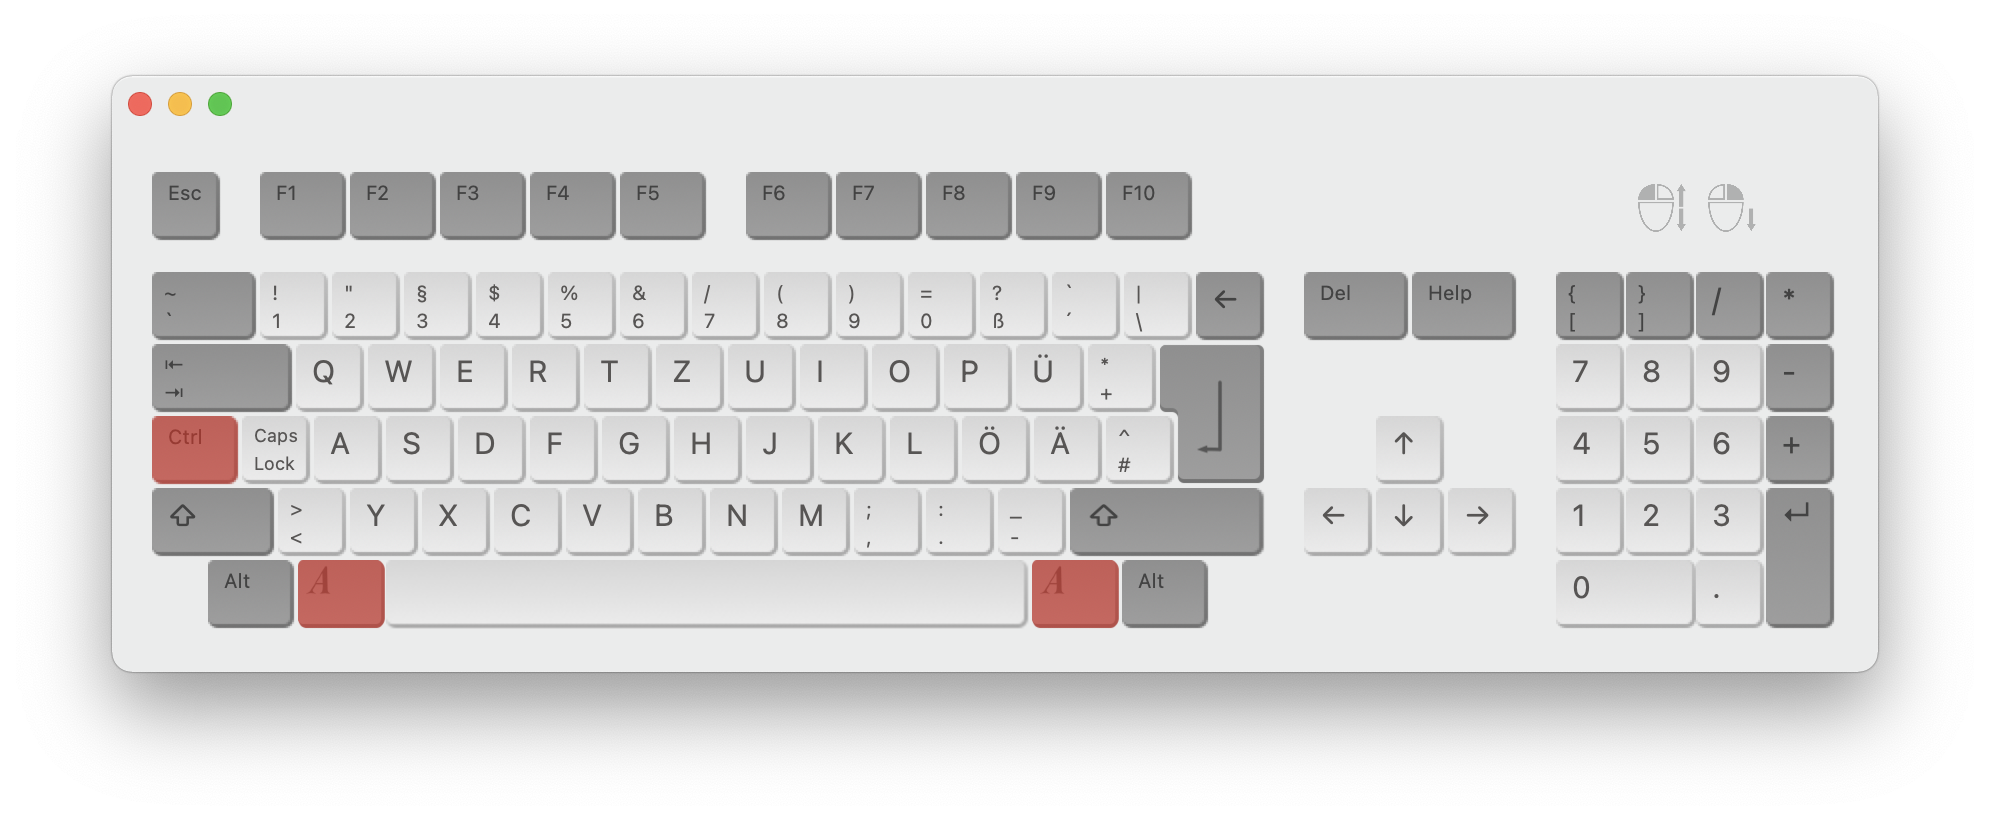 Esc F1 F2 F3 F4 F5 F6 F7 F8 F9 F10
~ ! " § $ % & / ( ) = ? ` | ← Del Help { } / *
` 1 2 3 4 5 6 7 8 9 0 ß ´ \ [ ]
⇤ Q W E R T Z U I O P Ü * 7 8 9 -
⇥ +
Ctrl Caps A S D F G H J K L Ö Ä ^ ↑ 4 5 6 +
Lock #
⇧ > Y X C V B N M ; : _ ⇧ ← ↓ → 1 2 3 ↵
< , . -
Alt A A Alt 0 .